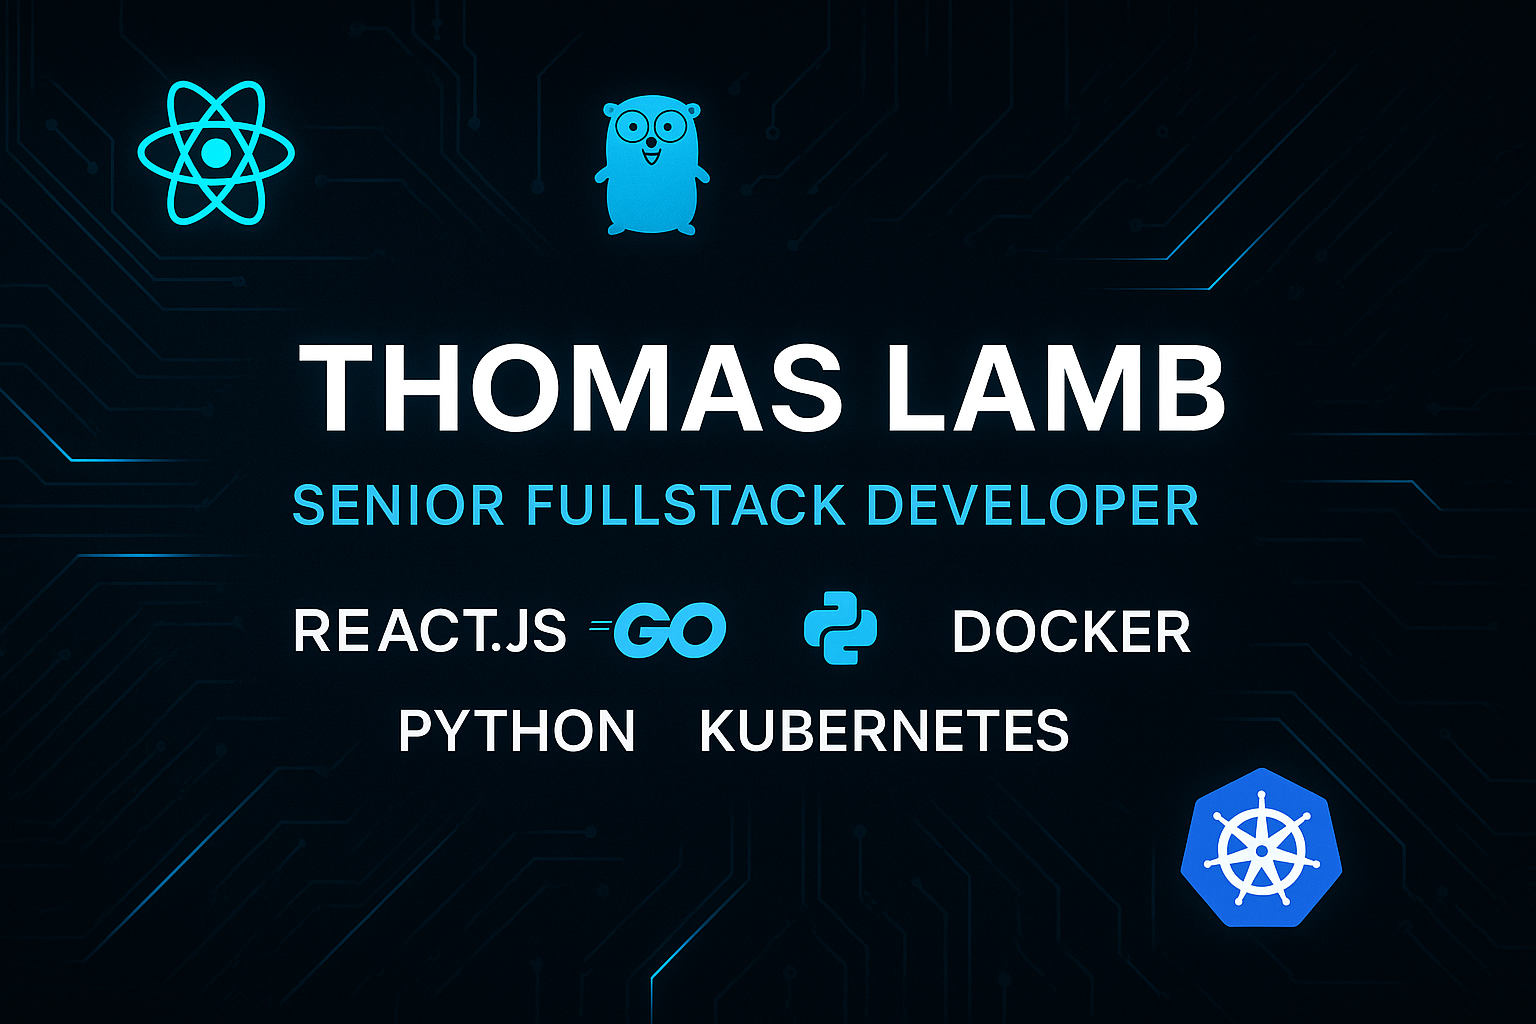 THOMAS LAMB
SENIOR FULLSTACK DEVELOPER
REACT.JS GO DOCKER
PYTHON KUBERNETES